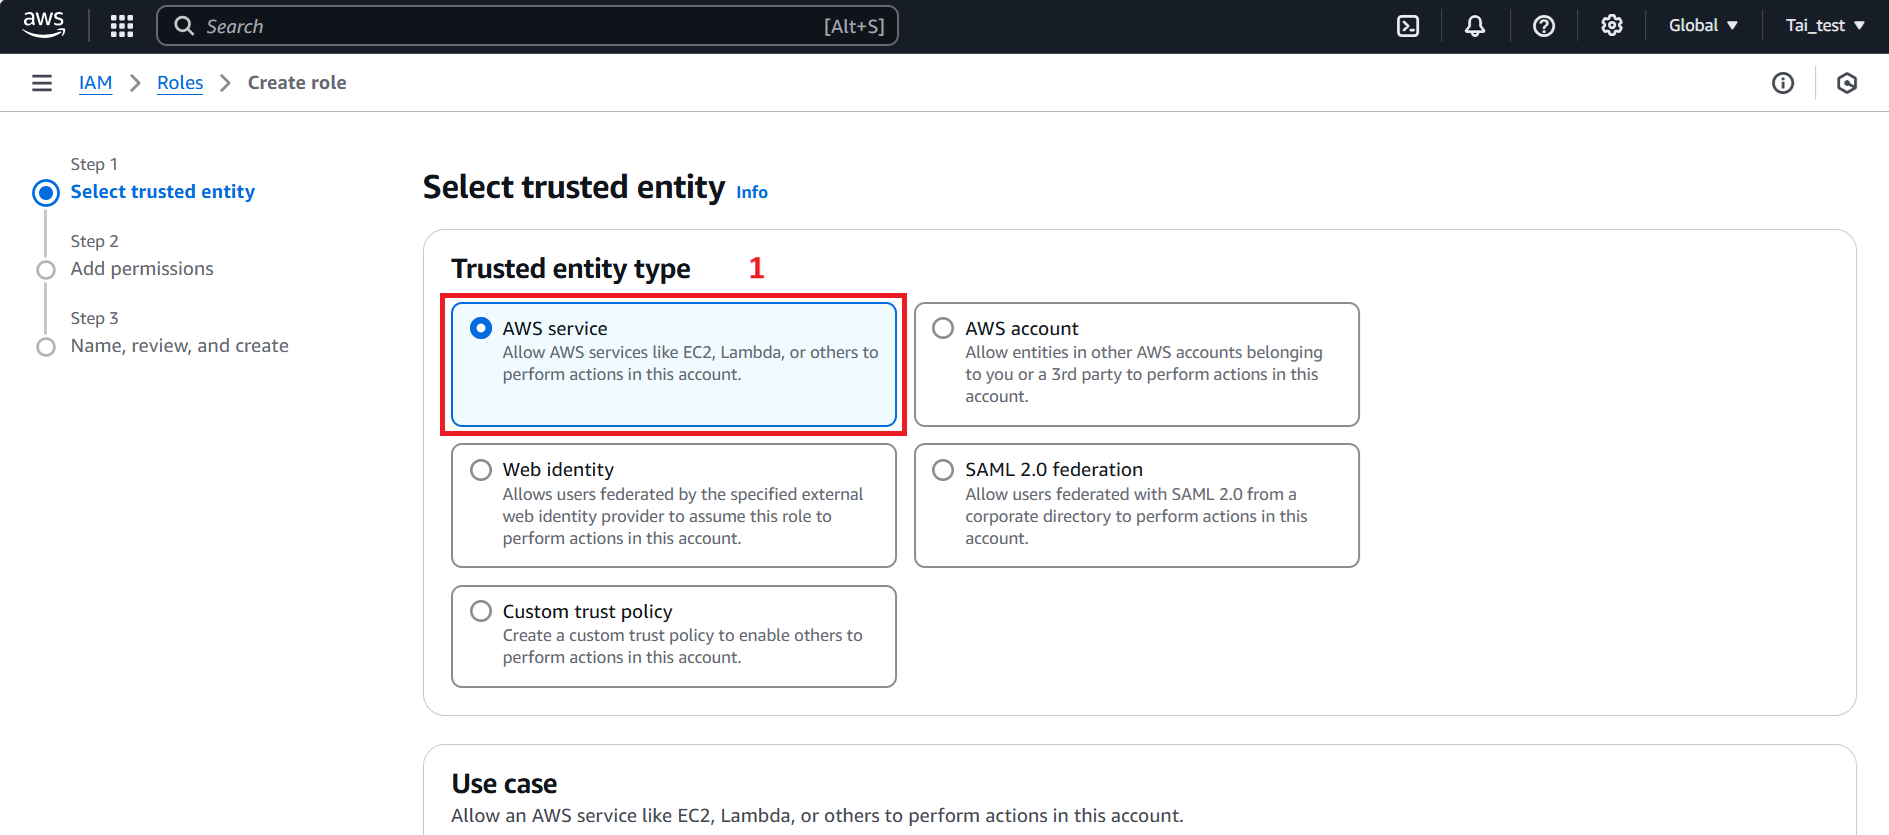 aws
Search [Alt+S]
Global Tai_test
IAM Roles Create role
Step 1
Select trusted entity
Step 2
Add permissions
Step 3
Name, review, and create
Select trusted entity Info
Trusted entity type 1
AWS service
Allow AWS services like EC2, Lambda, or others to
perform actions in this account.
AWS account
Allow entities in other AWS accounts belonging
to you or a 3rd party to perform actions in this
account.
Web identity
Allows users federated by the specified external
web identity provider to assume this role to
perform actions in this account.
SAML 2.0 federation
Allow users federated with SAML 2.0 from a
corporate directory to perform actions in this
account.
Custom trust policy
Create a custom trust policy to enable others to
perform actions in this account.
Use case
Allow an AWS service like EC2, Lambda, or others to perform actions in this account.